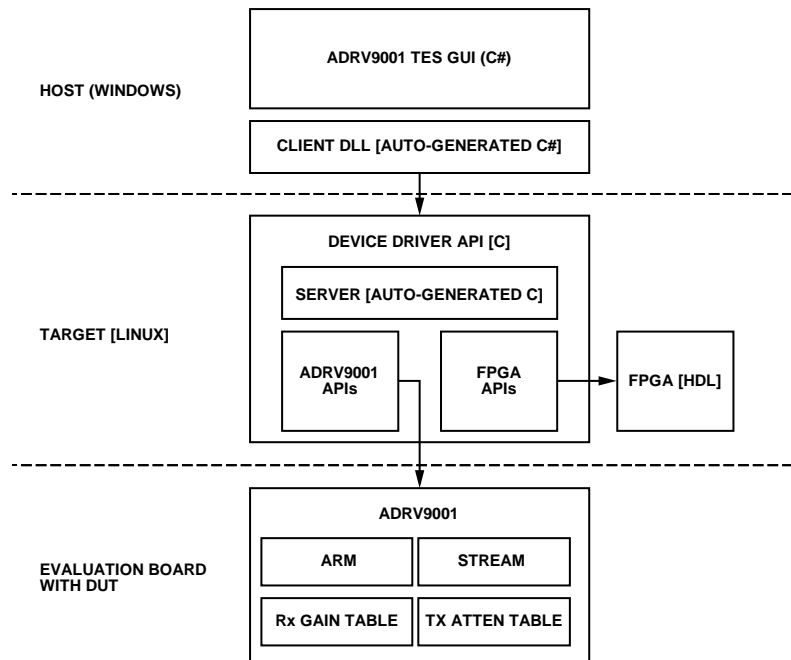 ADRV9001 TES GUI (C#)
HOST (WINDOWS)
CLIENT DLL [AUTO-GENERATED C#]
DEVICE DRIVER API [C]
SERVER [AUTO-GENERATED C]
TARGET [LINUX]
ADRV9001
APIs
FPGA
APIs
FPGA [HDL]
ADRV9001
ARM
STREAM
EVALUATION BOARD
WITH DUT
Rx GAIN TABLE
TX ATTEN TABLE